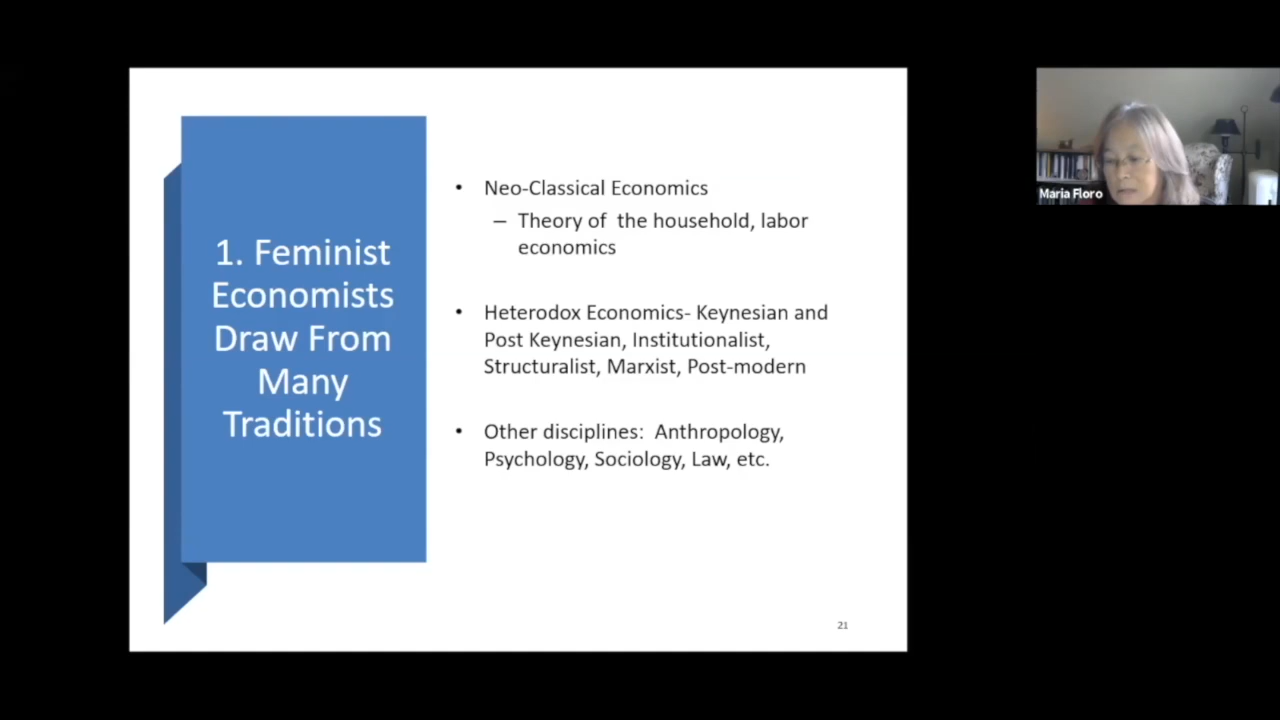 1. Feminist
Economists
Draw From
Many
Traditions
• Neo-Classical Economics
– Theory of the household, labor
economics
• Heterodox Economics- Keynesian and
Post Keynesian, Institutionalist,
Structuralist, Marxist, Post-modern
• Other disciplines: Anthropology,
Psychology, Sociology, Law, etc.
21
Maria Floro